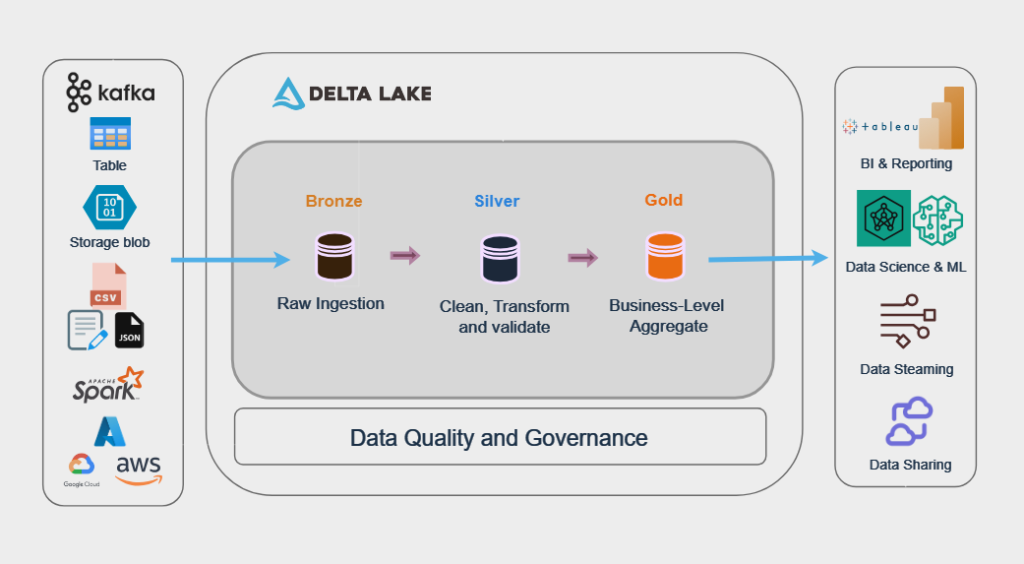 kafka
Table
10
01
Storage blob
CSV
JSON
APACHE
Spark
Google Cloud
aws
DELTA LAKE
Bronze
Silver
Gold
Raw Ingestion
Clean, Transform
and validate
Business-Level
Aggregate
Data Quality and Governance
+ableau
BI & Reporting
Data Science & ML
Data Steaming
Data Sharing